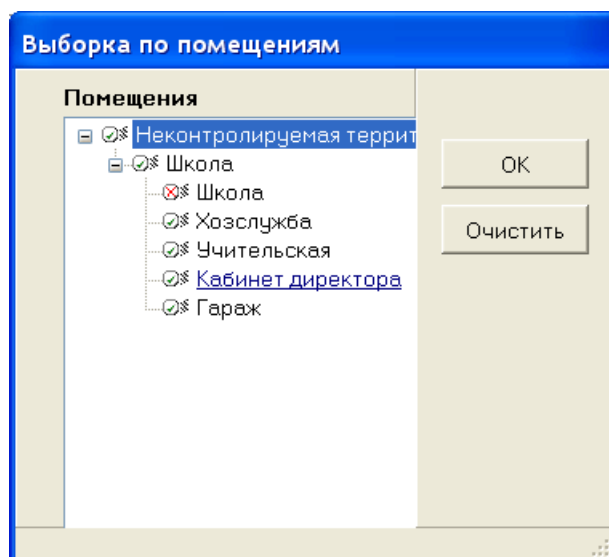 Выборка по помещениям
Помещения
Неконтролируемая террит
Школа
Школа
Хозслужба
Учительская
Кабинет директора
Гараж
OK
Очистить